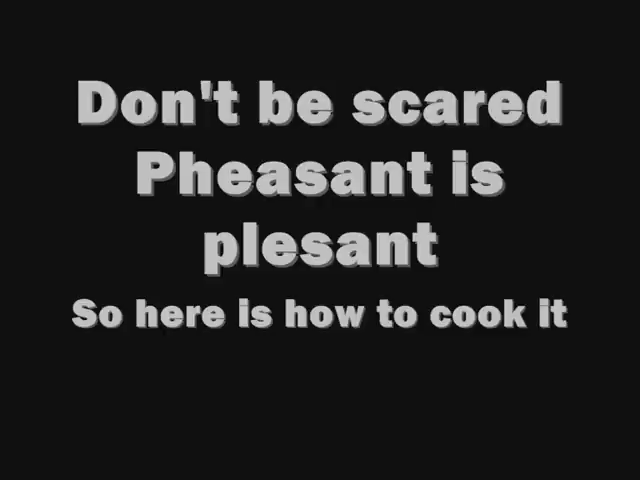 Don't be scared
Pheasant is
plesant
So here is how to cook it